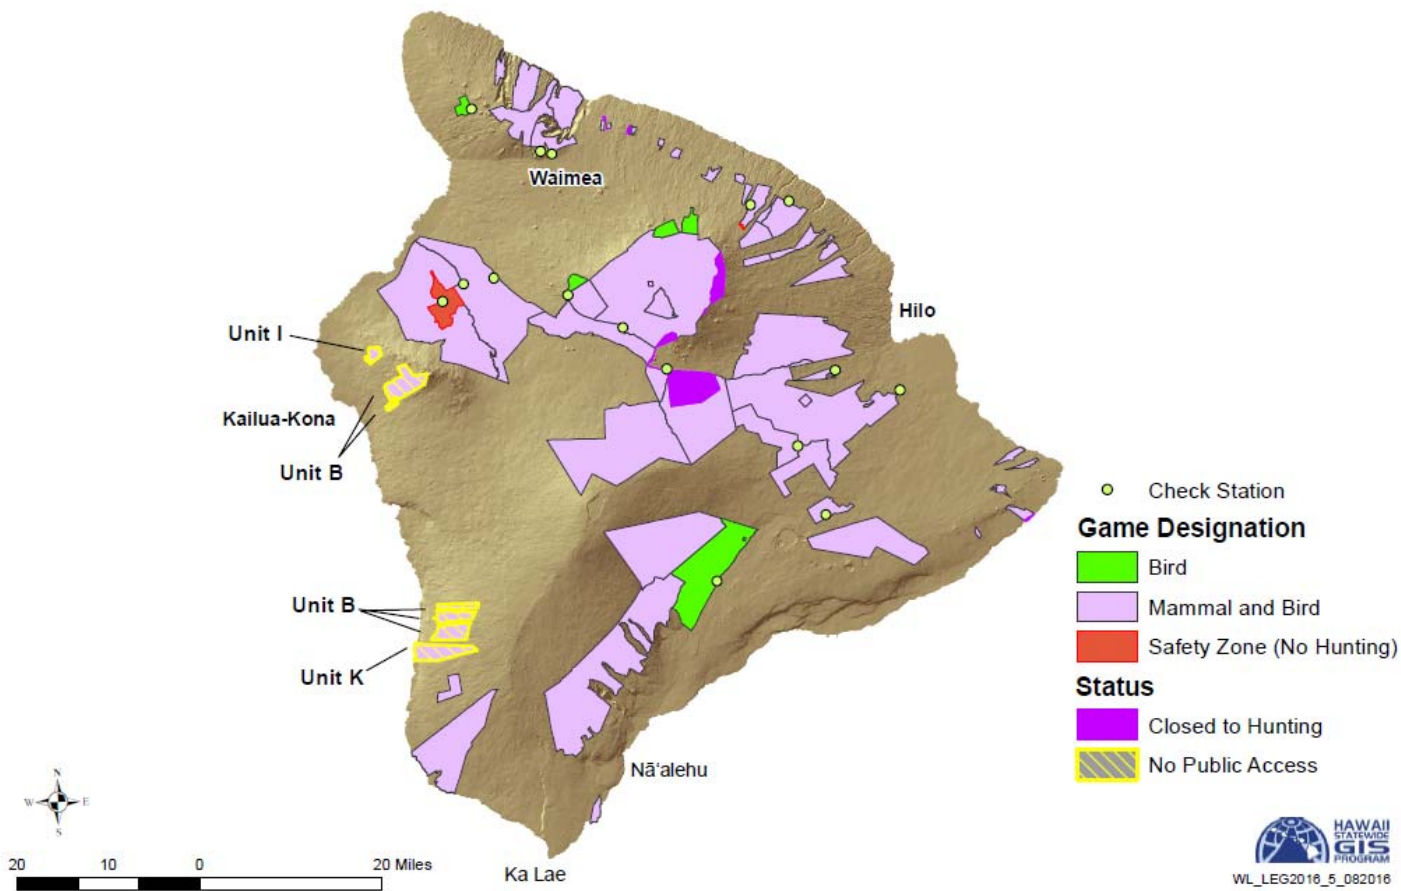 Waimea
Hilo
Unit I
Kailua-Kona
Unit B
Check Station
Game Designation
Bird
Mammal and Bird
Safety Zone (No Hunting)
Status
Closed to Hunting
No Public Access
Unit B
Unit K
Nā‘alehu
Ka Lae
N
W E
S
20 10 0 20 Miles
HAWAII
STATEWIDE
GIS
PROGRAM
WL_LEG2016_5_082016